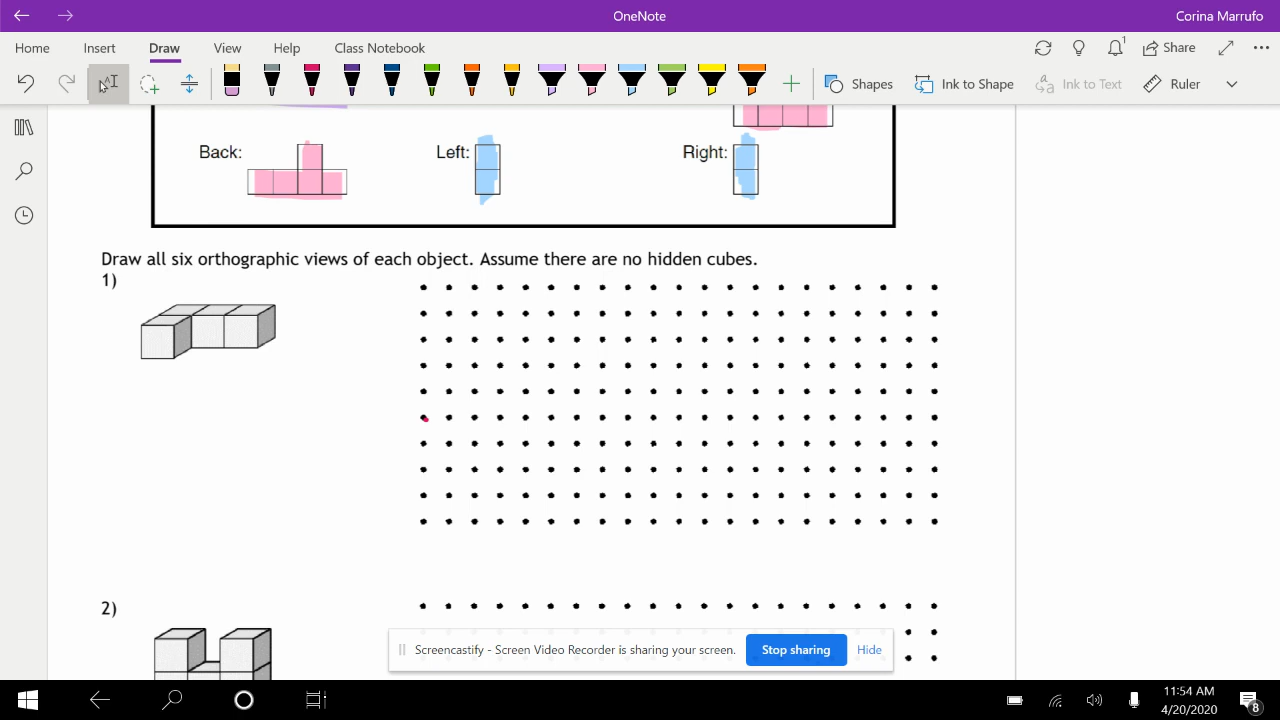 OneNote
Corina Marrufo
Home Insert Draw View Help Class Notebook
1 Share
Shapes Ink to Shape Ink to Text Ruler
Back: Left: Right:
Draw all six orthographic views of each object. Assume there are no hidden cubes.
1)
2)
Screencastify - Screen Video Recorder is sharing your screen. Stop sharing Hide
11:54 AM
4/20/2020
8